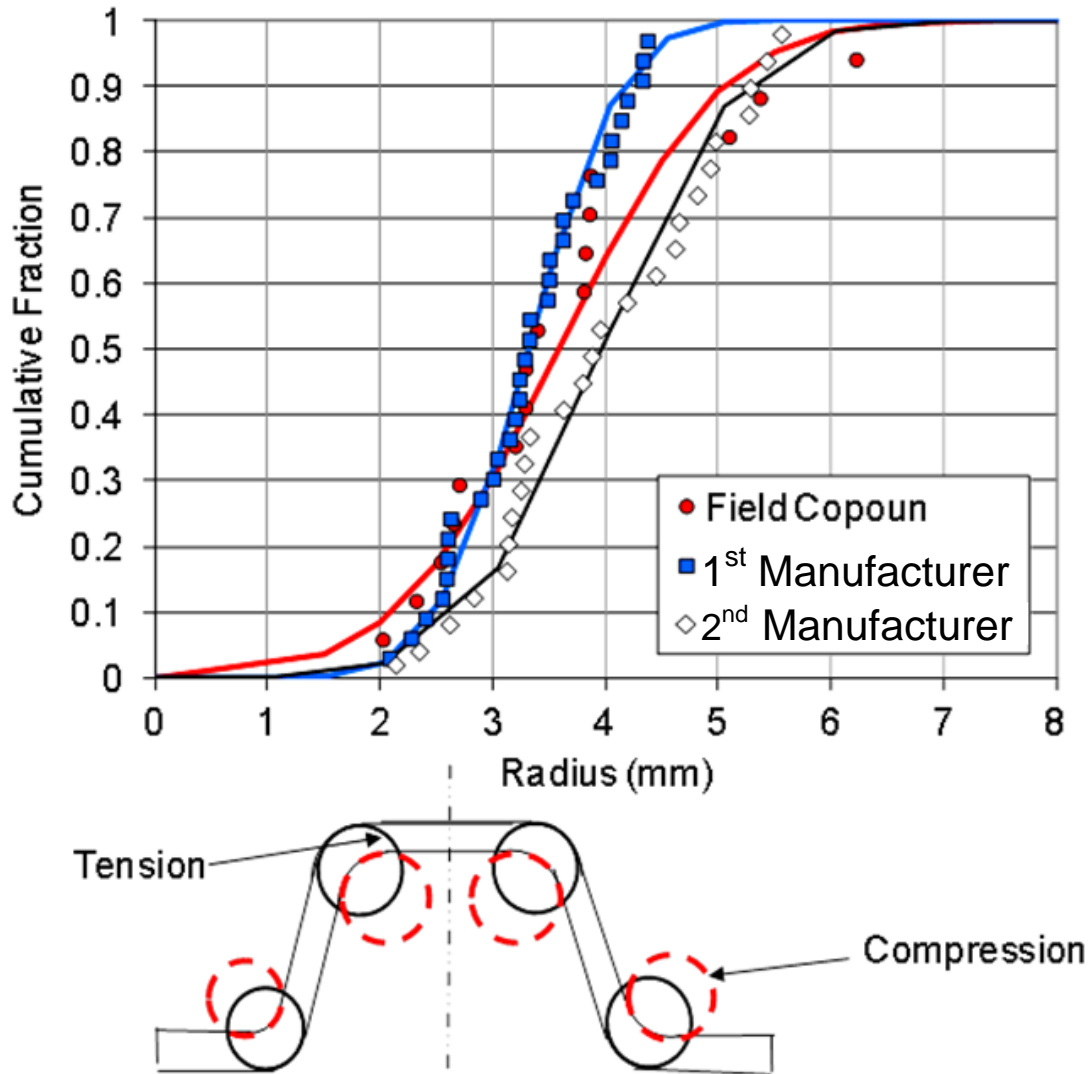 1
0.9
0.8
0.7
0.6
0.5
0.4
0.3
0.2
0.1
0
Cumulative Fraction
Field Copoun
1st Manufacturer
2nd Manufacturer
0 1 2 3 4 5 6 7 8
Radius (mm)
Tension
Compression